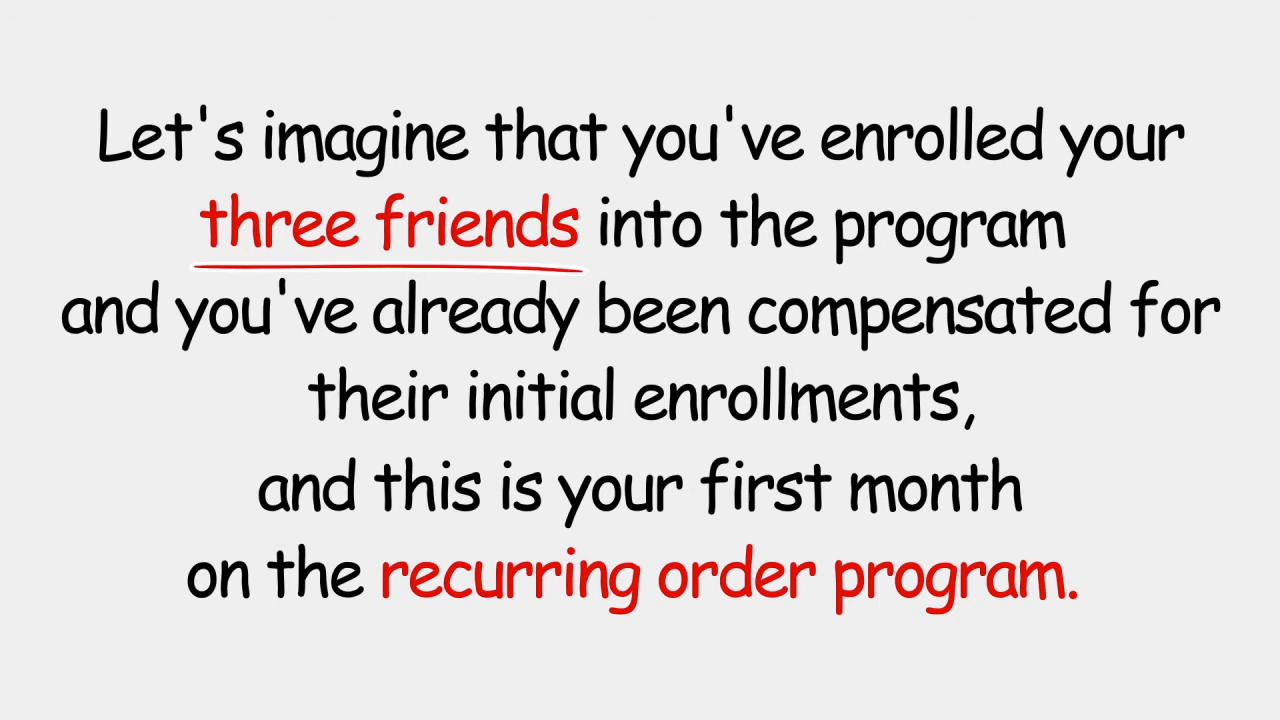 Let's imagine that you've enrolled your
three friends into the program
and you've already been compensated for
their initial enrollments,
and this is your first month
on the recurring order program.